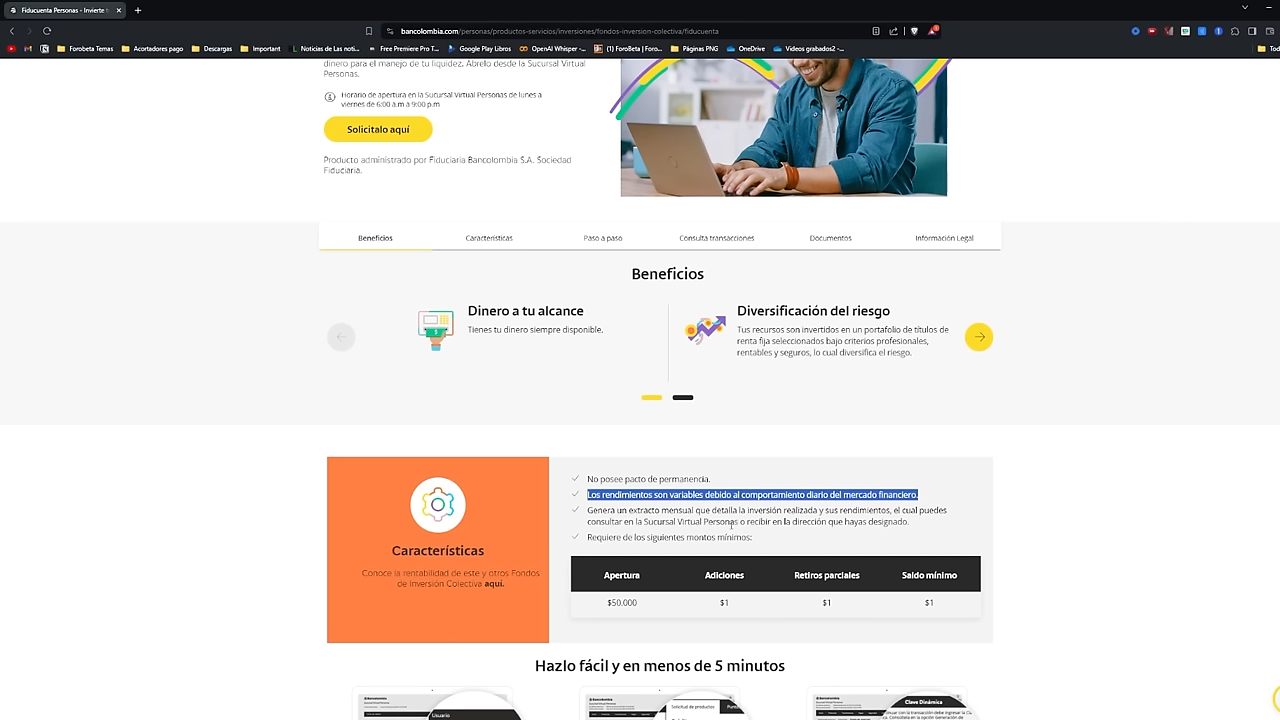 Fiducuenta Personas - Invierte t
bancolombia.com/personas/productos-servicios/inversiones/fondos-inversion-colectiva/fiducuenta
Forobeta Temas
Acortadores pago
Descargas
Important
Noticias de Las noti...
Free Premiere Pro T...
Google Play Libros
OpenAI Whisper -...
(1) ForoBeta | Foro...
Páginas PNG
OneDrive
Videos grabados2 -...
Tod
dinero para el manejo de tu liquidez. Ábrelo desde la Sucursal Virtual
Personas.
Horario de apertura en la Sucursal Virtual Personas de lunes a
viernes de 6:00 a.m a 9:00 p.m
Solicítalo aquí
Producto administrado por Fiduciaria Bancolombia S.A. Sociedad
Fiduciaria.
Beneficios
Características
Paso a paso
Consulta transacciones
Documentos
Información Legal
Beneficios
Dinero a tu alcance
Tienes tu dinero siempre disponible.
Diversificación del riesgo
Tus recursos son invertidos en un portafolio de títulos de
renta fija seleccionados bajo criterios profesionales,
rentables y seguros, lo cual diversifica el riesgo.
Características
Conoce la rentabilidad de este y otros Fondos
de Inversión Colectiva aquí.
No posee pacto de permanencia.
Los rendimientos son variables debido al comportamiento diario del mercado financiero.
Genera un extracto mensual que detalla la inversión realizada y sus rendimientos, el cual puedes
consultar en la Sucursal Virtual Personas o recibir en la dirección que hayas designado.
Requiere de los siguientes montos mínimos:
Apertura Adiciones Retiros parciales Saldo mínimo
$50.000 $1 $1 $1
Hazlo fácil y en menos de 5 minutos
Bancolombia
Usuario
Bancolombia
Solicitud de productos
Bancolombia
Clave Dinámica